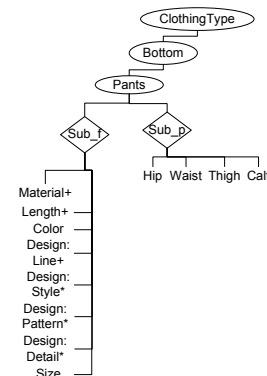 ClothingType
Bottom
Pants
Sub_f
Sub_p
Hip Waist Thigh Calf
Material+
Length+
Color
Design:
Line+
Design:
Style*
Design:
Pattern*
Design:
Detail*
Size